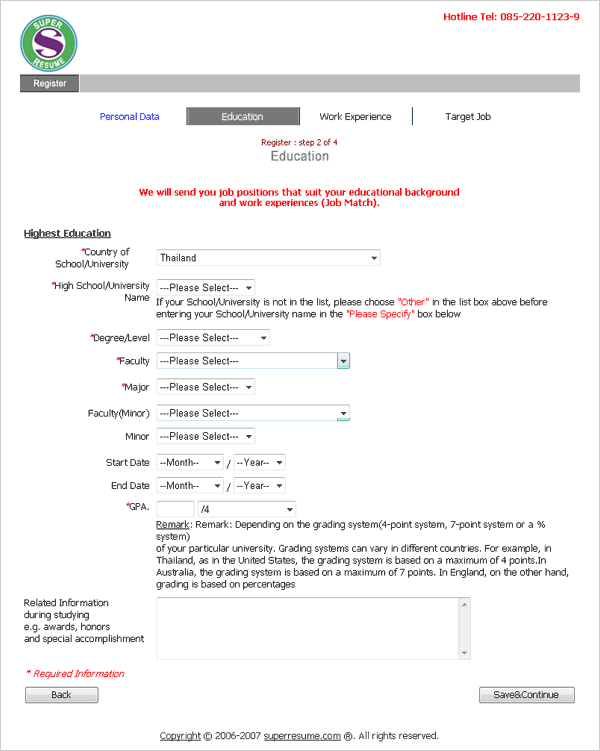 Hotline Tel: 085-220-1123-9
SUPER
S
RESUME
Register
Personal Data Education Work Experience Target Job
Register : step 2 of 4
Education
We will send you job positions that suit your educational background
and work experiences (Job Match).
Highest Education
*Country of
School/University
Thailand
*High School/University
Name
---Please Select---
If your School/University is not in the list, please choose "Other" in the list box above before
entering your School/University name in the "Please Specify" box below
*Degree/Level ---Please Select---
*Faculty ---Please Select---
*Major ---Please Select---
Faculty(Minor) ---Please Select---
Minor ---Please Select---
Start Date --Month-- / --Year--
End Date --Month-- / --Year--
*GPA. /4
Remark: Remark: Depending on the grading system(4-point system, 7-point system or a %
system)
of your particular university. Grading systems can vary in different countries. For example, in
Thailand, as in the United States, the grading system is based on a maximum of 4 points.In
Australia, the grading system is based on a maximum of 7 points. In England, on the other hand,
grading is based on percentages
Related Information
during studying
e.g. awards, honors
and special accomplishment
* Required Information
Back Save&Continue
Copyright © 2006-2007 superresume.com ®. All rights reserved.